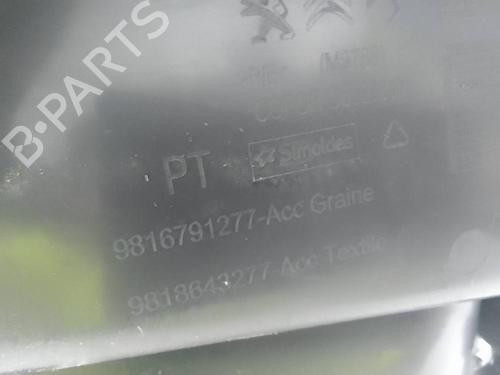 B-PARTS
PT
Simoldes
9816791277-Acc Graine
9818643277-Acc Textile